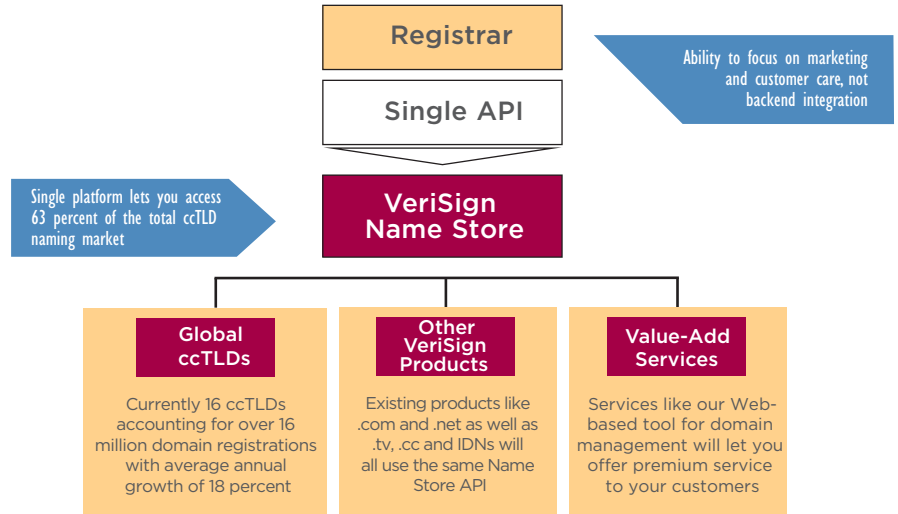 Registrar
Ability to focus on marketing
and customer care, not
backend integration
Single API
Single platform lets you access
63 percent of the total ccTLD
naming market
VeriSign
Name Store
Global
ccTLDs
Currently 16 ccTLDs
accounting for over 16
million domain registrations
with average annual
growth of 18 percent
Other
VeriSign
Products
Existing products like
.com and .net as well as
.tv, .cc and IDNs will
all use the same Name
Store API
Value-Add
Services
Services like our Web-
based tool for domain
management will let you
offer premium service
to your customers